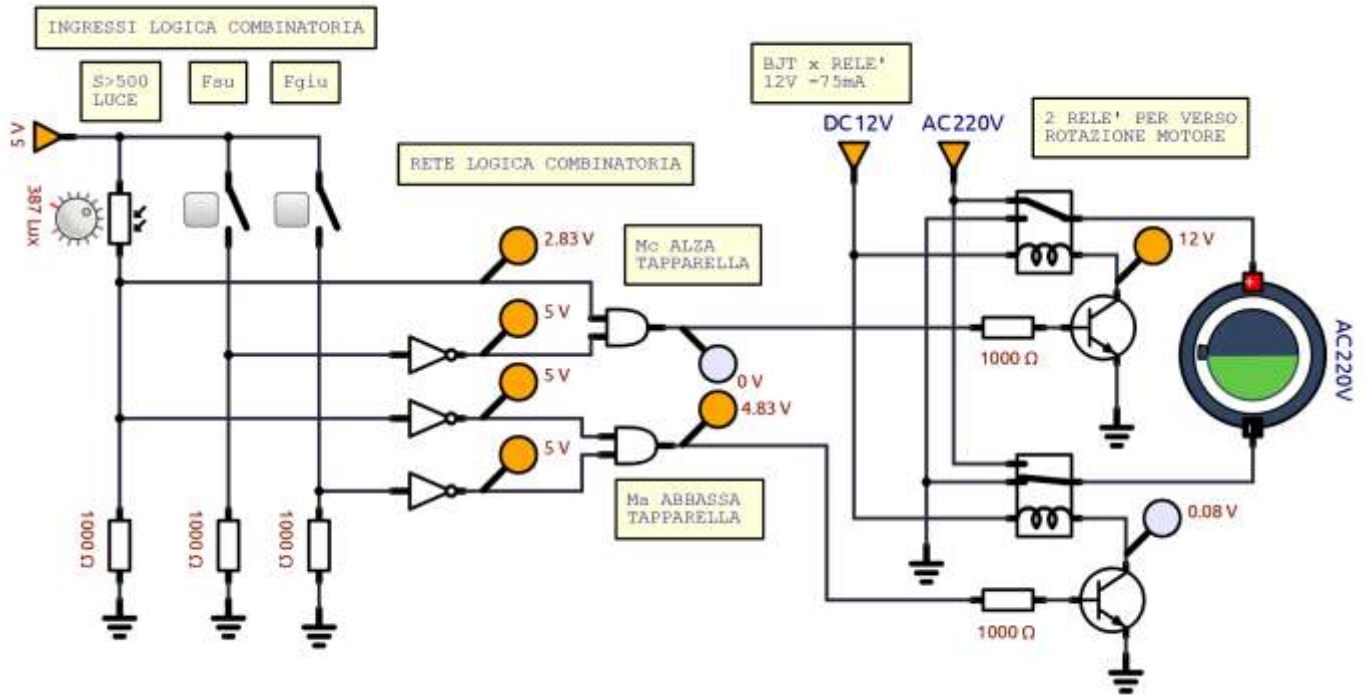 INGRESSI LOGICA COMBINATORIA
S>500
LUCE
Fsu
Fgiu
5 V
387 Lux
RETE LOGICA COMBINATORIA
2.83 V
5 V
5 V
5 V
Mc ALZA
TAPPARELLA
0 V
4.83 V
Ma ABBASSA
TAPPARELLA
1000 Ω
1000 Ω
1000 Ω
BJT x RELE'
12V =75mA
DC12V
AC220V
2 RELE' PER VERSO
ROTAZIONE MOTORE
12 V
1000 Ω
+
AC220V
0.08 V
1000 Ω